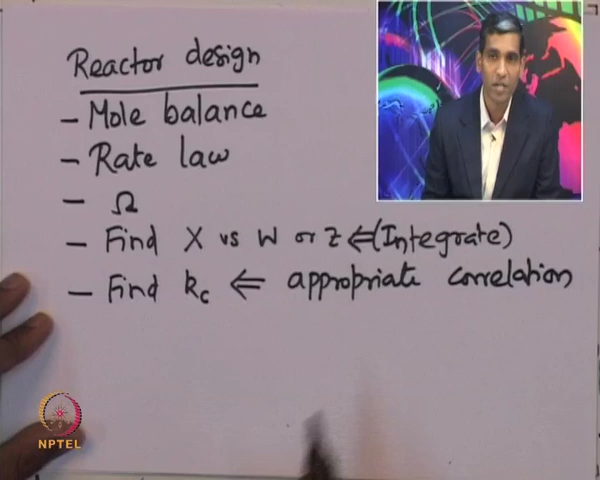 Reactor design
– Mole balance
– Rate law
– Ω
– Find X vs W or Z ⇐ (Integrate)
– Find kc ⇐ appropriate correlation
NPTEL